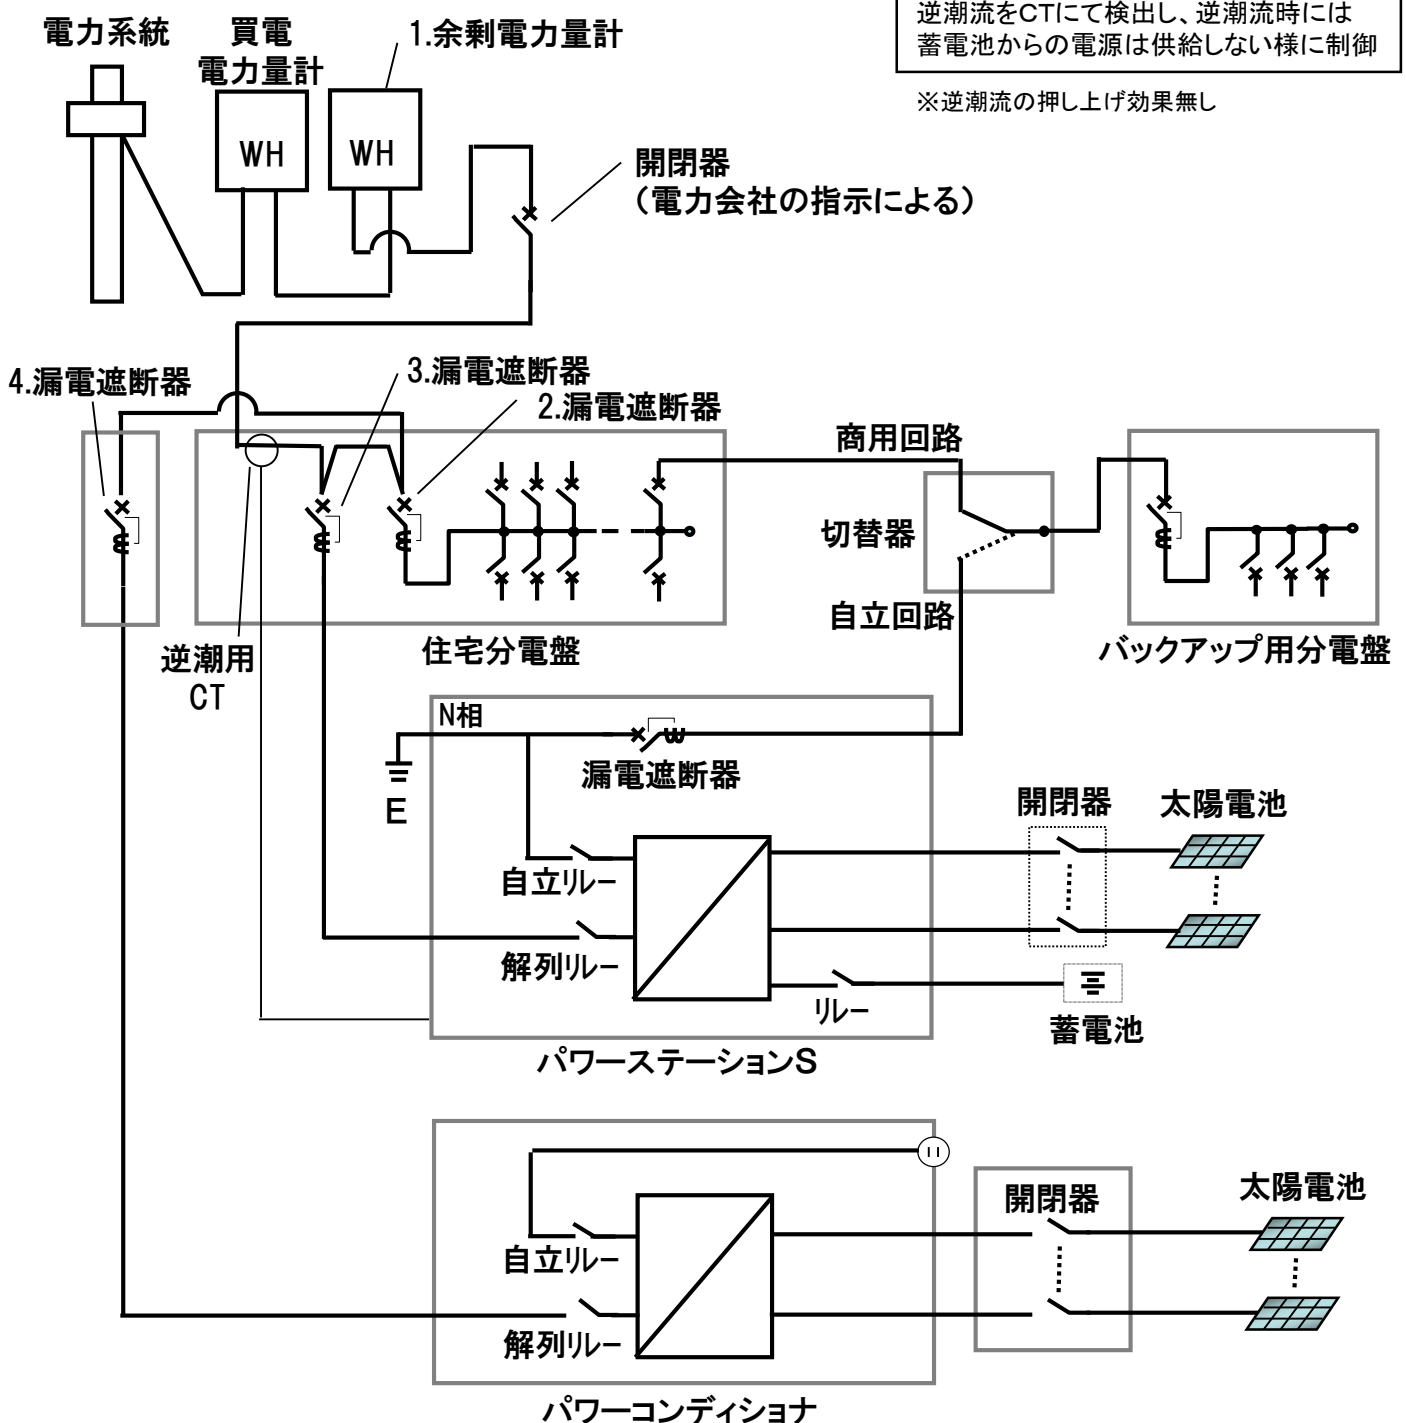 逆潮流をCTにて検出し、逆潮流時には
蓄電池からの電源は供給しない様に制御
※逆潮流の押し上げ効果無し
電力系統
買電
電力量計
1.余剰電力量計
WH
WH
開閉器
(電力会社の指示による)
4.漏電遮断器
3.漏電遮断器
2.漏電遮断器
商用回路
切替器
自立回路
逆潮用
CT
住宅分電盤
バックアップ用分電盤
N相
漏電遮断器
E
開閉器
太陽電池
自立リレー
解列リレー
リレー
蓄電池
パワーステーションS
開閉器
太陽電池
自立リレー
解列リレー
パワーコンディショナ